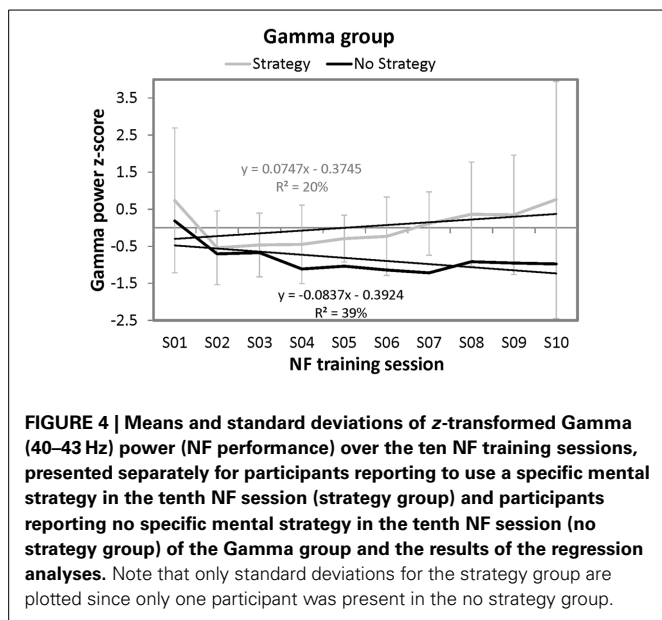 Gamma group
Strategy No Strategy
Gamma power z-score
3.5
2.5
1.5
0.5
-0.5
-1.5
-2.5
y = 0.0747x - 0.3745
R² = 20%
y = -0.0837x - 0.3924
R² = 39%
S01 S02 S03 S04 S05 S06 S07 S08 S09 S10
NF training session
FIGURE 4 | Means and standard deviations of z-transformed Gamma
(40–43 Hz) power (NF performance) over the ten NF training sessions,
presented separately for participants reporting to use a specific mental
strategy in the tenth NF session (strategy group) and participants
reporting no specific mental strategy in the tenth NF session (no
strategy group) of the Gamma group and the results of the regression
analyses. Note that only standard deviations for the strategy group are
plotted since only one participant was present in the no strategy group.